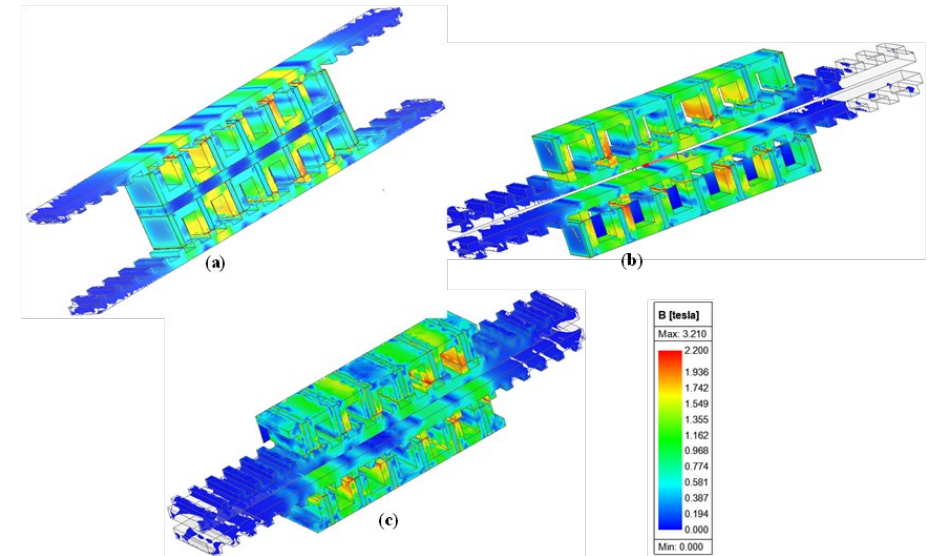 (a)
(b)
(c)
B [tesla]
Max: 3.210
2.200
1.936
1.742
1.549
1.355
1.162
0.968
0.774
0.581
0.387
0.194
0.000
Min: 0.000